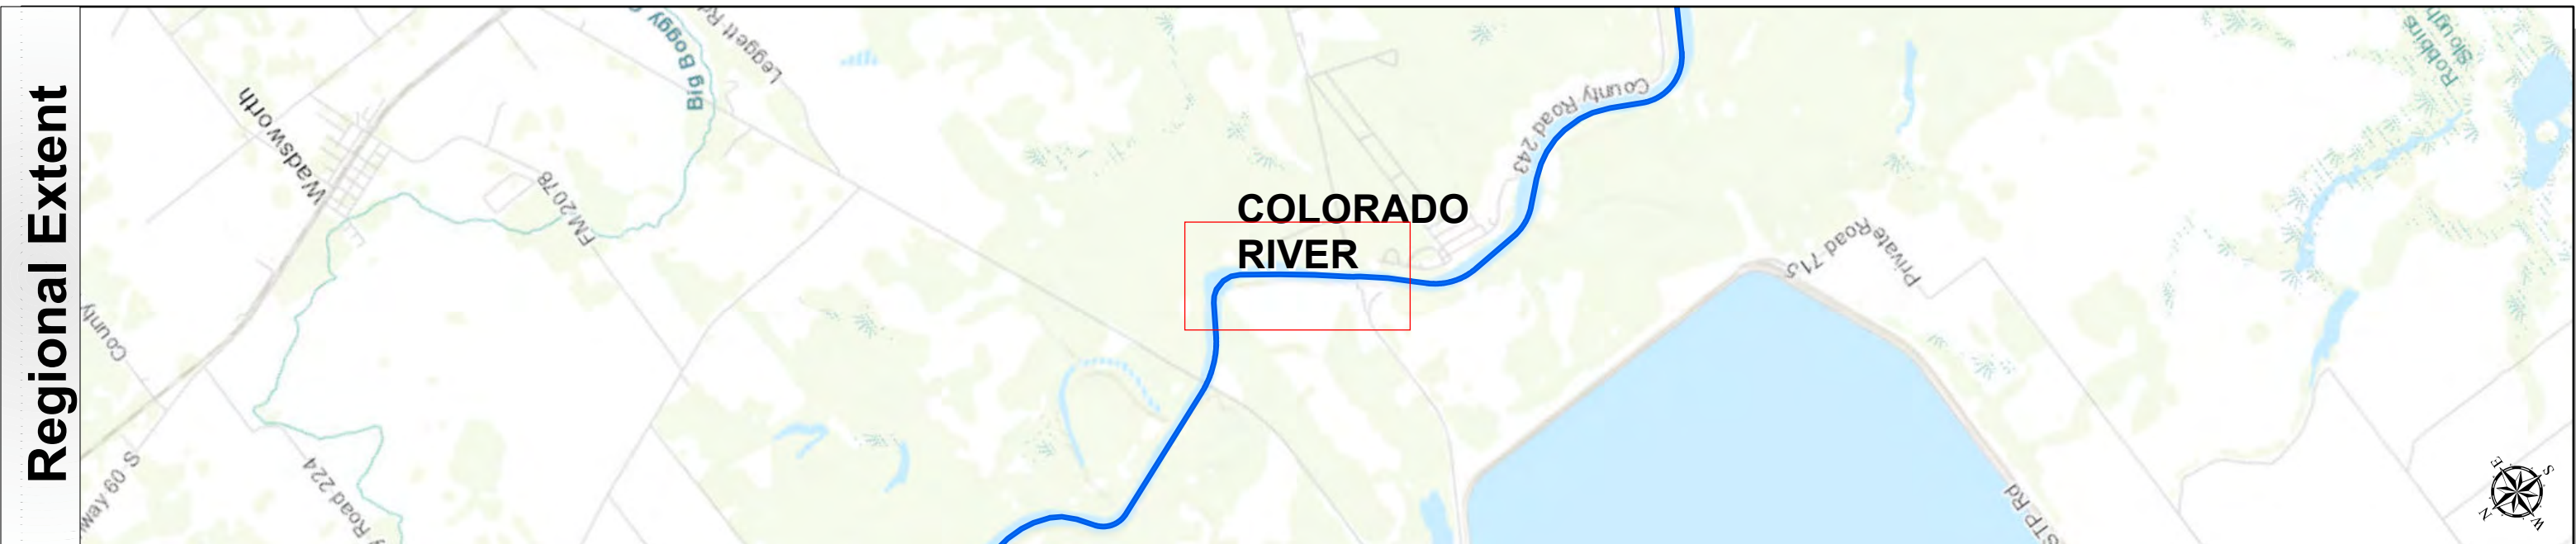 Regional Extent
Wadsworth
Big Boggy
Leggett Rd
FM 2078
County
way 60 S
Road 224
COLORADO
RIVER
County Road 243
Private Road 715
STP Rd
Robbins
Slough
N
E
S
W